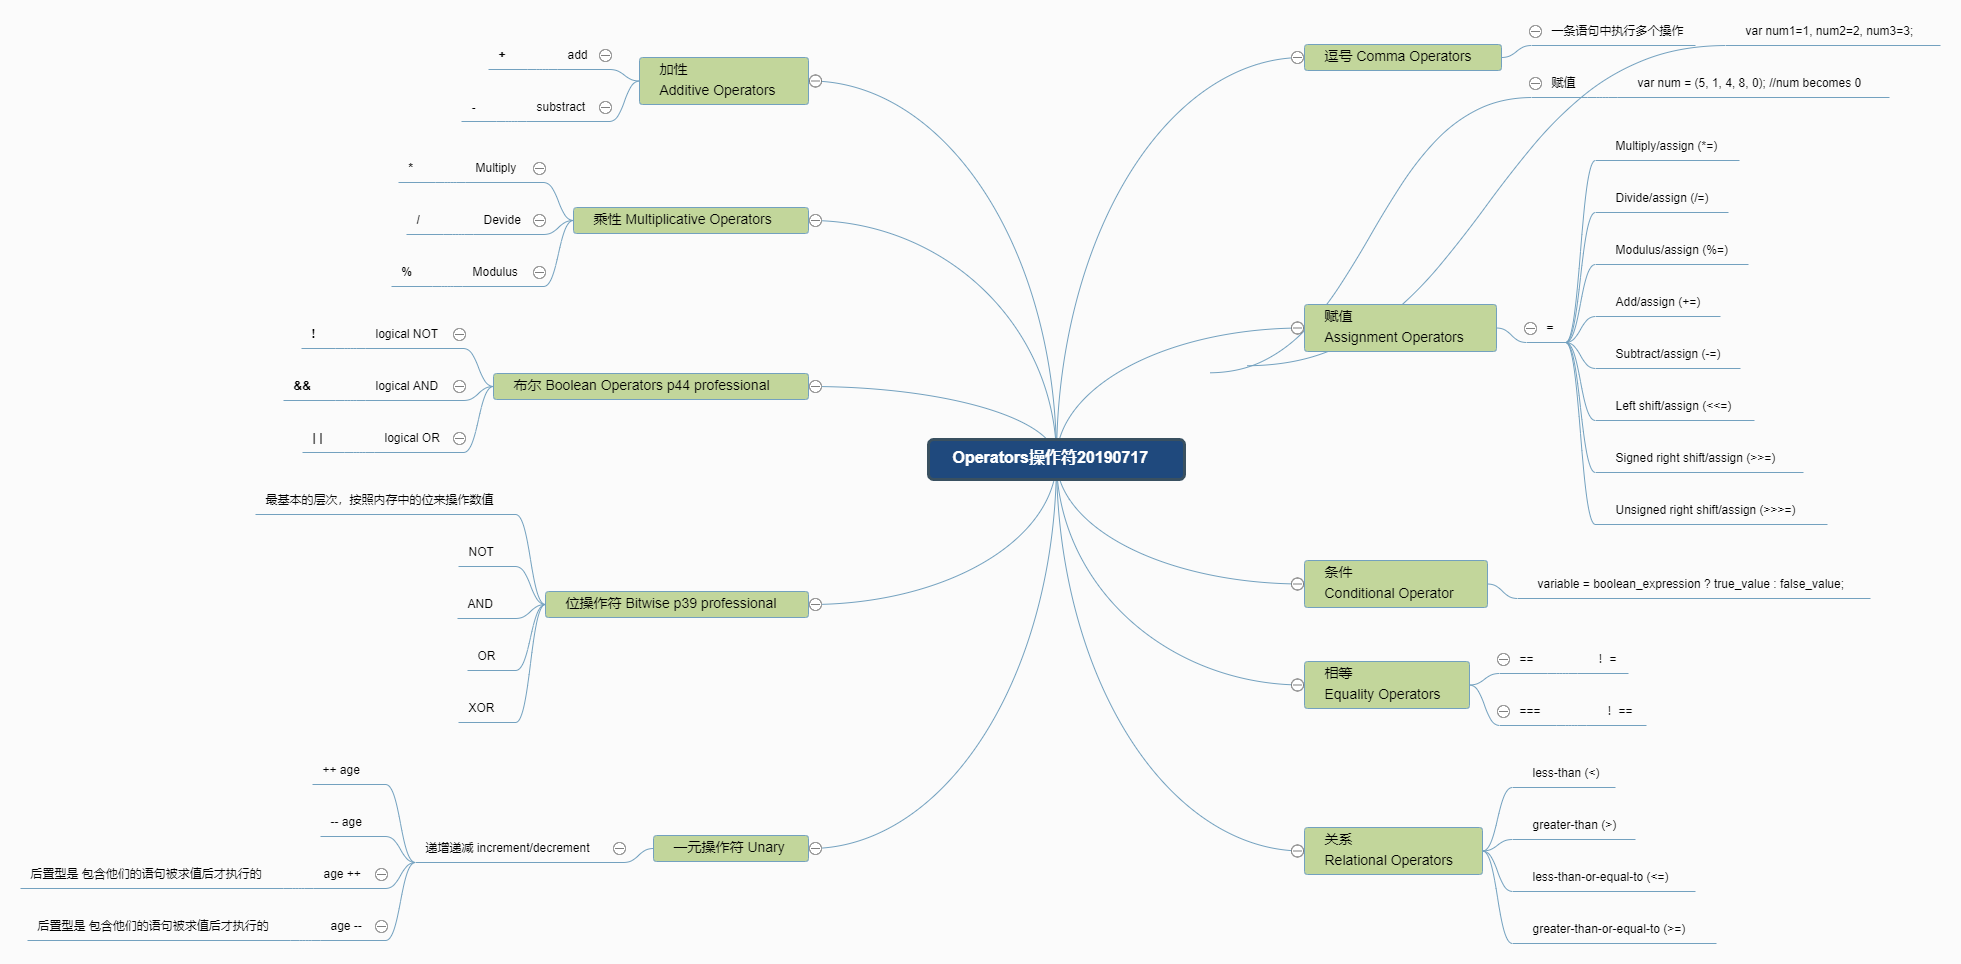 Operators操作符20190717
加性
Additive Operators
add
+
substract
-
乘性 Multiplicative Operators
Multiply
*
Devide
/
Modulus
%
布尔 Boolean Operators p44 professional
logical NOT
!
logical AND
&&
logical OR
||
位操作符 Bitwise p39 professional
最基本的层次，按照内存中的位来操作数值
NOT
AND
OR
XOR
一元操作符 Unary
递增递减 increment/decrement
++ age
-- age
age ++
后置型是 包含他们的语句被求值后才执行的
age --
后置型是 包含他们的语句被求值后才执行的
逗号 Comma Operators
一条语句中执行多个操作
var num1=1, num2=2, num3=3;
赋值
var num = (5, 1, 4, 8, 0); //num becomes 0
赋值
Assignment Operators
=
Multiply/assign (*=)
Divide/assign (/=)
Modulus/assign (%=)
Add/assign (+=)
Subtract/assign (-=)
Left shift/assign (<<=)
Signed right shift/assign (>>=)
Unsigned right shift/assign (>>>=)
条件
Conditional Operator
variable = boolean_expression ? true_value : false_value;
相等
Equality Operators
==
！=
===
！==
关系
Relational Operators
less-than (<)
greater-than (>)
less-than-or-equal-to (<=)
greater-than-or-equal-to (>=)